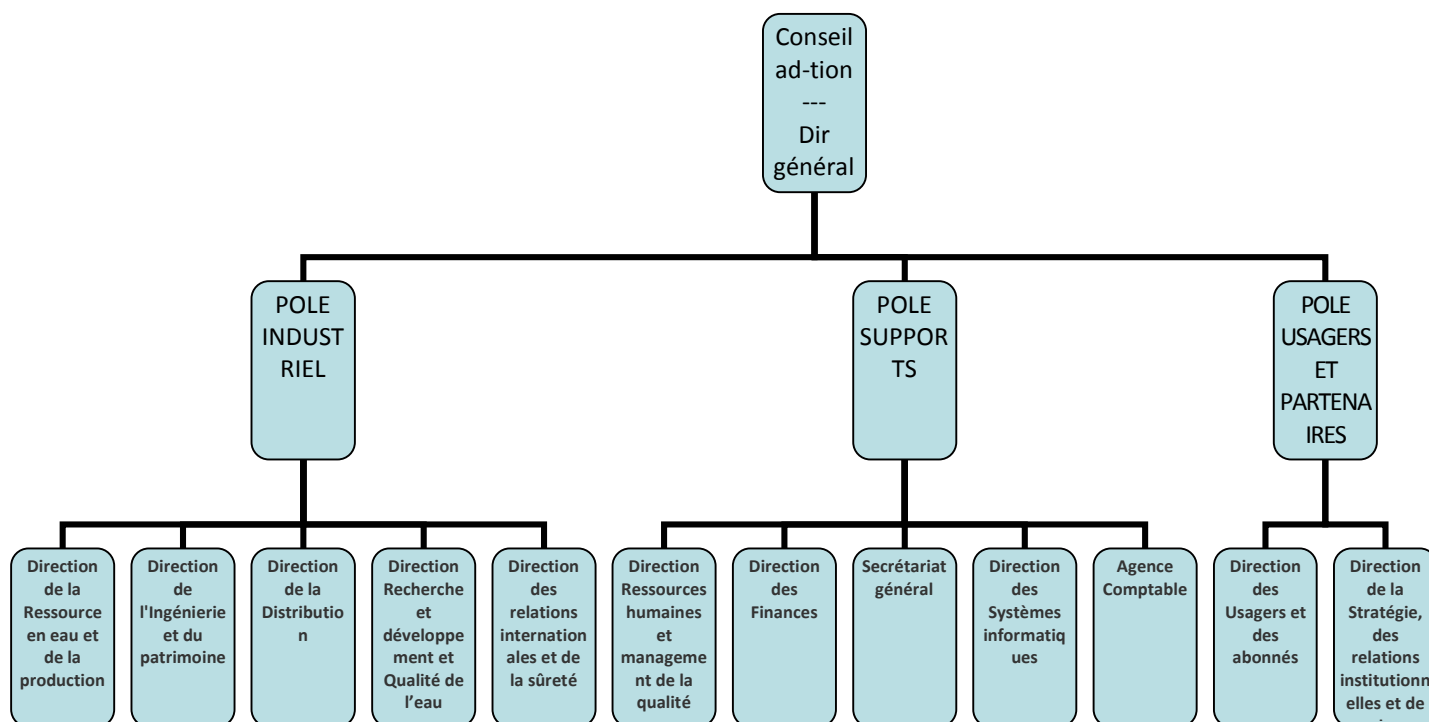 Conseil
ad-tion
---
Dir
général
POLE
INDUST
RIEL
POLE
SUPPOR
TS
POLE
USAGERS
ET
PARTENA
IRES
Direction
de la
Ressource
en eau et
de la
production
Direction
de
l'Ingénierie
et du
patrimoine
Direction
de la
Distributio
n
Direction
Recherche
et
développe
ment et
Qualité de
l’eau
Direction
des
relations
internation
ales et de
la sûreté
Direction
Ressources
humaines
et
manageme
nt de la
qualité
Direction
des
Finances
Secrétariat
général
Direction
des
Systèmes
informatiq
ues
Agence
Comptable
Direction
des
Usagers et
des
abonnés
Direction
de la
Stratégie,
des
relations
institutionn
elles et de